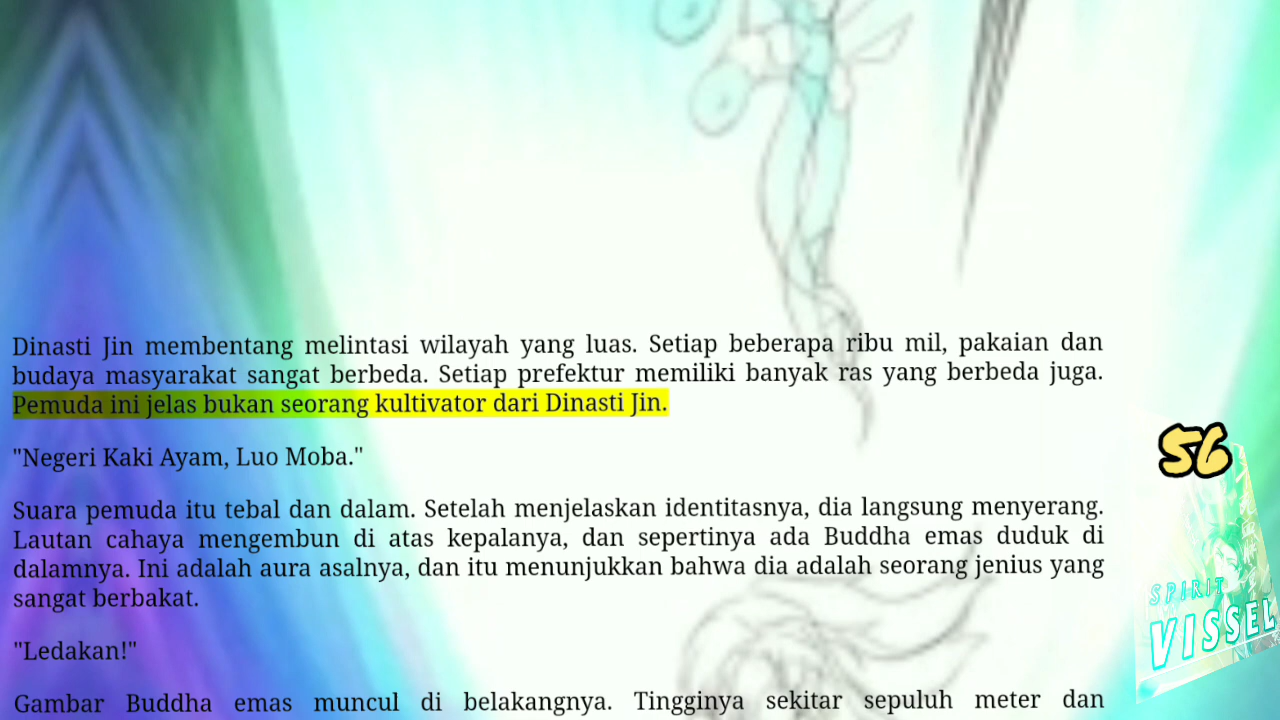 Dinasti Jin membentang melintasi wilayah yang luas. Setiap beberapa ribu mil, pakaian dan
budaya masyarakat sangat berbeda. Setiap prefektur memiliki banyak ras yang berbeda juga.
Pemuda ini jelas bukan seorang kultivator dari Dinasti Jin.
"Negeri Kaki Ayam, Luo Moba."
Suara pemuda itu tebal dan dalam. Setelah menjelaskan identitasnya, dia langsung menyerang.
Lautan cahaya mengembun di atas kepalanya, dan sepertinya ada Buddha emas duduk di
dalamnya. Ini adalah aura asalnya, dan itu menunjukkan bahwa dia adalah seorang jenius yang
sangat berbakat.
"Ledakan!"
Gambar Buddha emas muncul di belakangnya. Tingginya sekitar sepuluh meter dan
56
SPIRIT
VISSEL